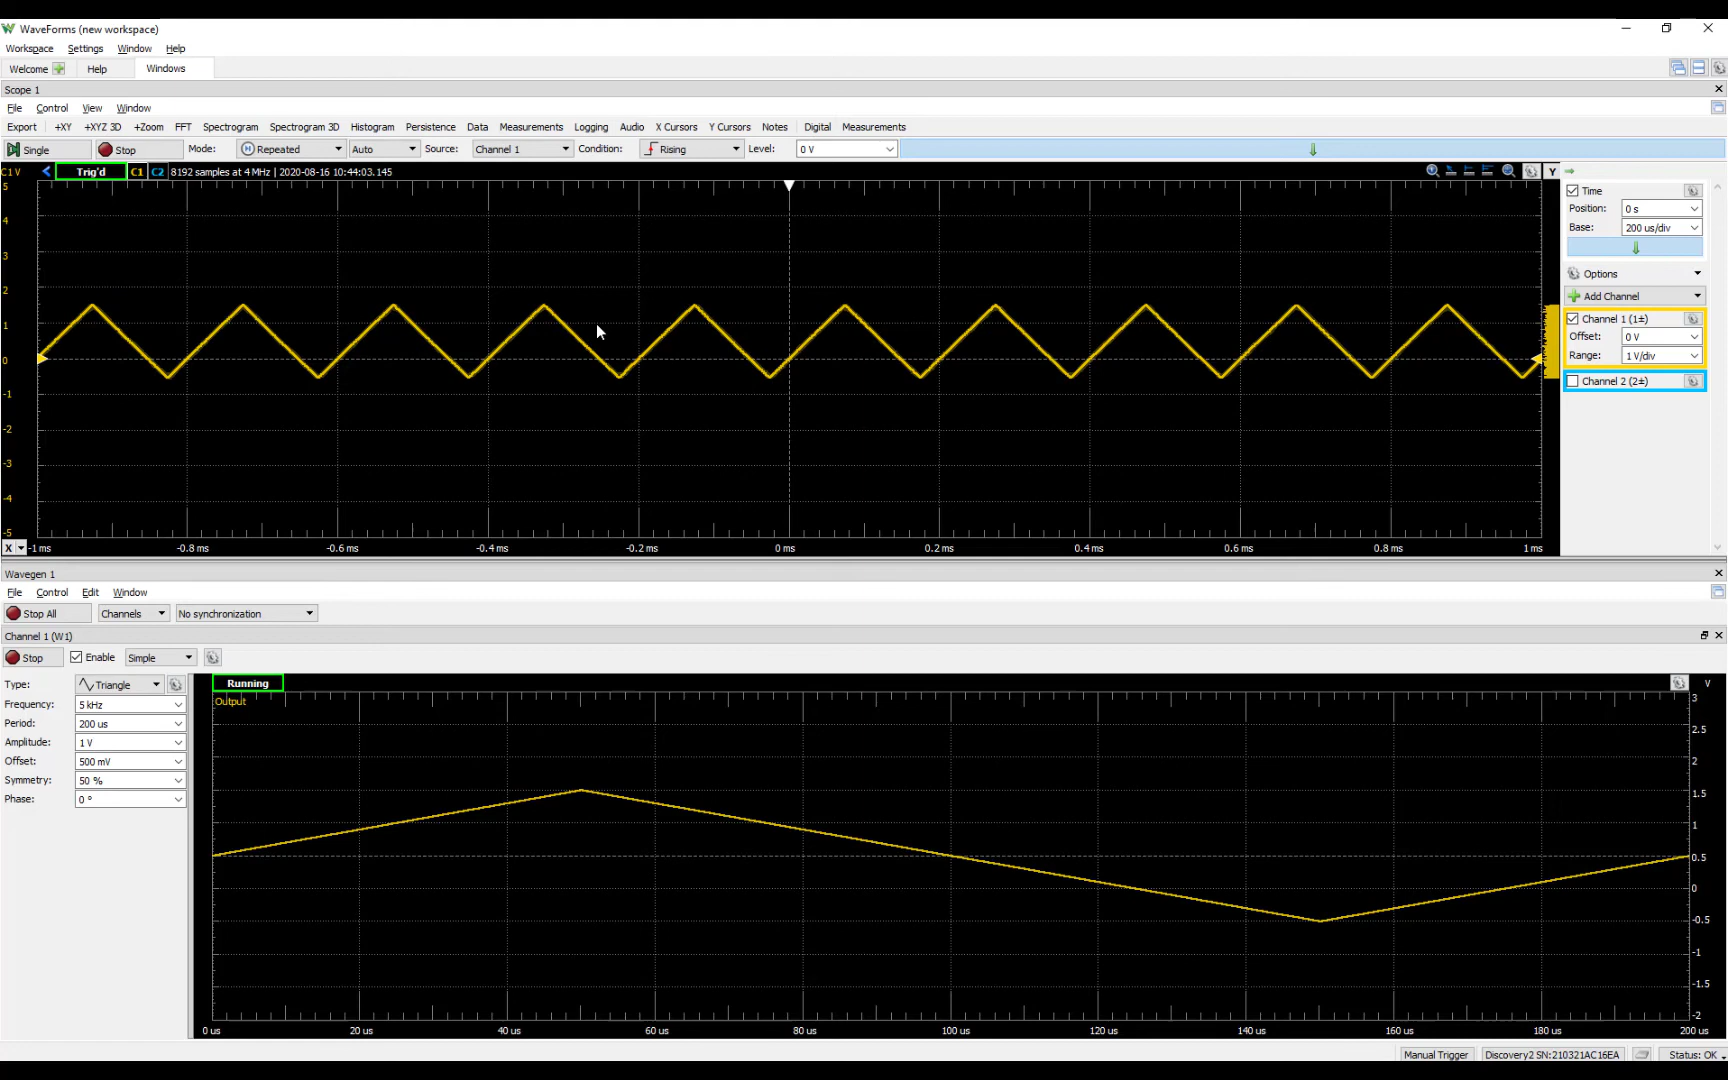 WaveForms (new workspace)
Workspace Settings Window Help
Welcome Help Windows
Scope 1
File Control View Window
Export +XY +XYZ 3D +Zoom FFT Spectrogram Spectrogram 3D Histogram Persistence Data Measurements Logging Audio X Cursors Y Cursors Notes Digital Measurements
Single Stop Mode: Repeated Auto Source: Channel 1 Condition: Rising Level: 0 V
C1 V Trig'd C1 C2 8192 samples at 4 MHz | 2020-08-16 10:44:03.145 Y
5
4
3
2
1
0
-1
-2
-3
-4
-5
X -1 ms -0.8 ms -0.6 ms -0.4 ms -0.2 ms 0 ms 0.2 ms 0.4 ms 0.6 ms 0.8 ms 1 ms
Time
Position: 0 s
Base: 200 us/div
Options
Add Channel
Channel 1 (1±)
Offset: 0 V
Range: 1 V/div
Channel 2 (2±)
Wavegen 1
File Control Edit Window
Stop All Channels No synchronization
Channel 1 (W1)
Stop Enable Simple
Type: Triangle
Frequency: 5 kHz
Period: 200 us
Amplitude: 1 V
Offset: 500 mV
Symmetry: 50 %
Phase: 0 °
Running V
Output
3
2.5
2
1.5
1
0.5
0
-0.5
-1
-1.5
-2
0 us 20 us 40 us 60 us 80 us 100 us 120 us 140 us 160 us 180 us 200 us
Manual Trigger Discovery2 SN:210321AC16EA Status: OK